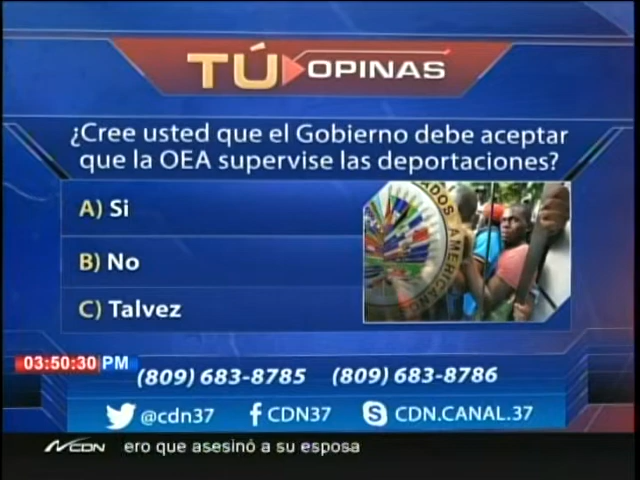 TÚ OPINAS
¿Cree usted que el Gobierno debe aceptar
que la OEA supervise las deportaciones?
A) Si
B) No
C) Talvez
ADOS AMERICANO
03:50:30 PM
(809) 683-8785 (809) 683-8786
@cdn37 CDN37 CDN.CANAL.37
CDN ero que asesinó a su esposa